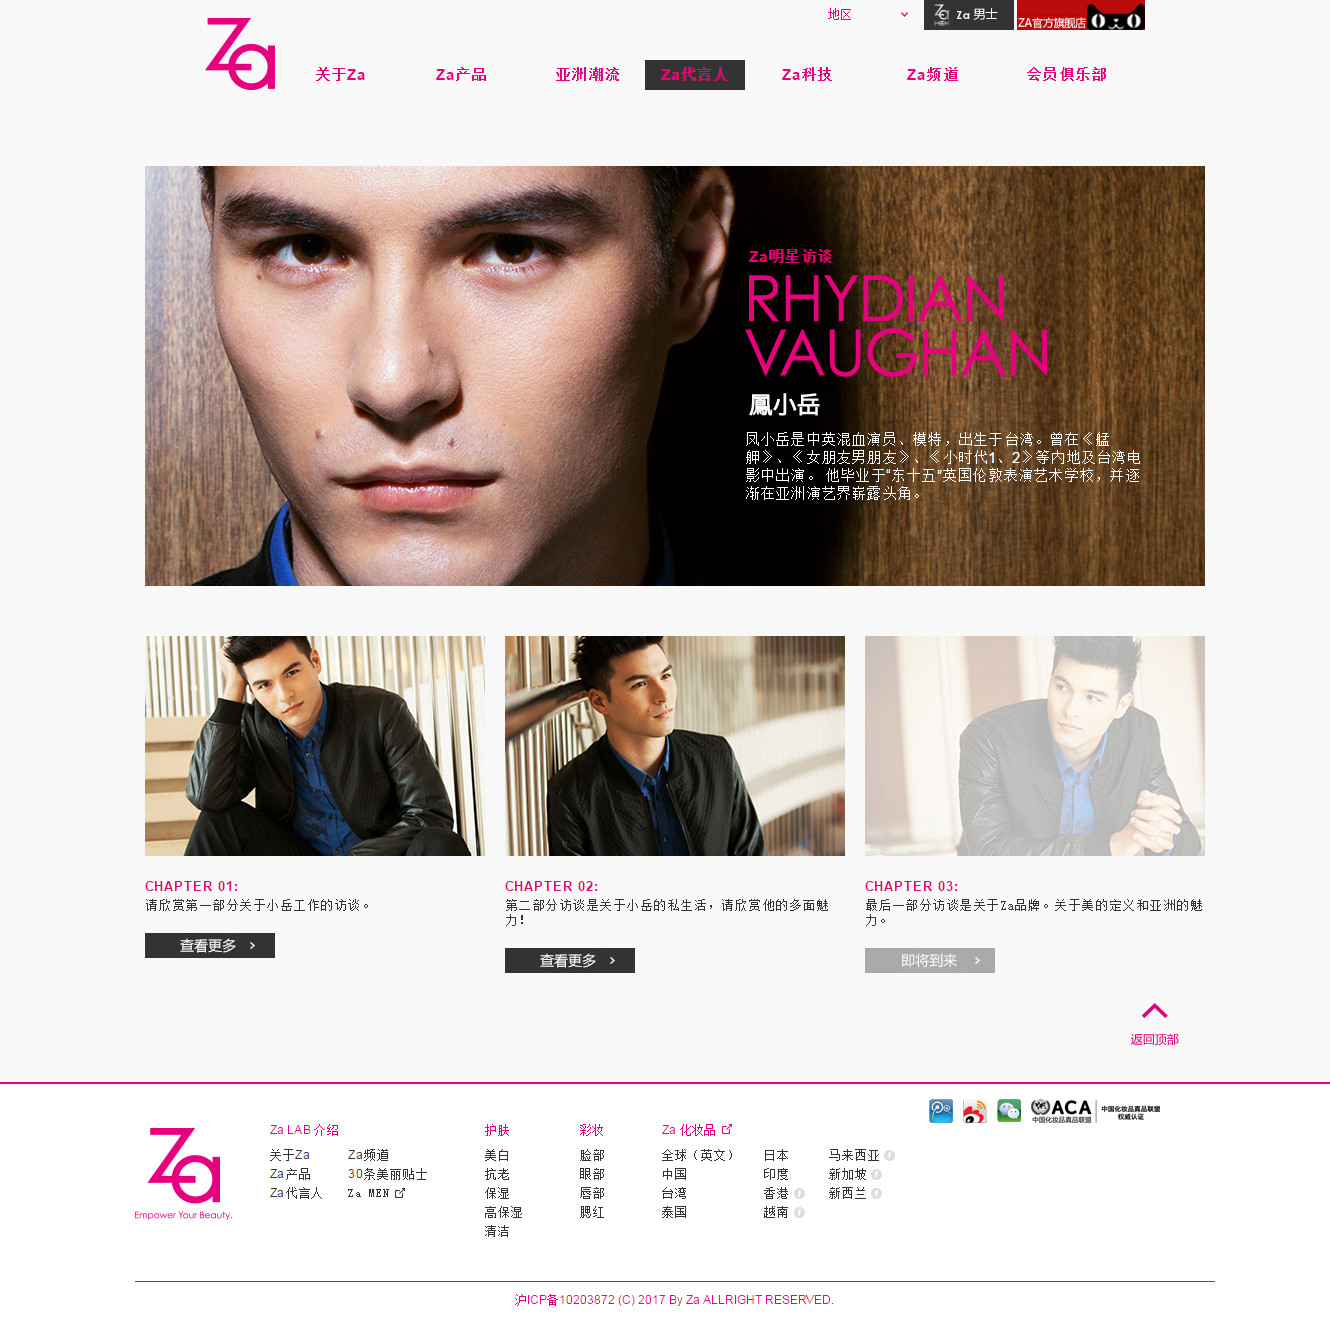 地区
Za 男士
ZA官方旗舰店
Za
关于Za
Za产品
亚洲潮流
Za代言人
Za科技
Za频道
会员俱乐部
Za明星访谈
RHYDIAN
VAUGHAN
鳳小岳
凤小岳是中英混血演员、模特，出生于台湾。曾在《艋
舺》、《女朋友男朋友》、《小时代1、2》等内地及台湾电
影中出演。 他毕业于“东十五”英国伦敦表演艺术学校，并逐
渐在亚洲演艺界崭露头角。
CHAPTER 01:
请欣赏第一部分关于小岳工作的访谈。
查看更多
CHAPTER 02:
第二部分访谈是关于小岳的私生活，请欣赏他的多面魅
力！
查看更多
CHAPTER 03:
最后一部分访谈是关于Za品牌。关于美的定义和亚洲的魅
力。
即将到来
返回顶部
ACA
中国化妆品真品联盟
中国化妆品真品联盟
权威认证
Za
Empower Your Beauty.
Za LAB 介绍
关于Za
Za产品
Za代言人
Za频道
30条美丽贴士
Za MEN
护肤
美白
抗老
保湿
高保湿
清洁
彩妆
脸部
眼部
唇部
腮红
Za 化妆品
全球（英文）
中国
台湾
泰国
日本
印度
香港
越南
马来西亚
新加坡
新西兰
沪ICP备10203872 (C) 2017 By Za ALLRIGHT RESERVED.